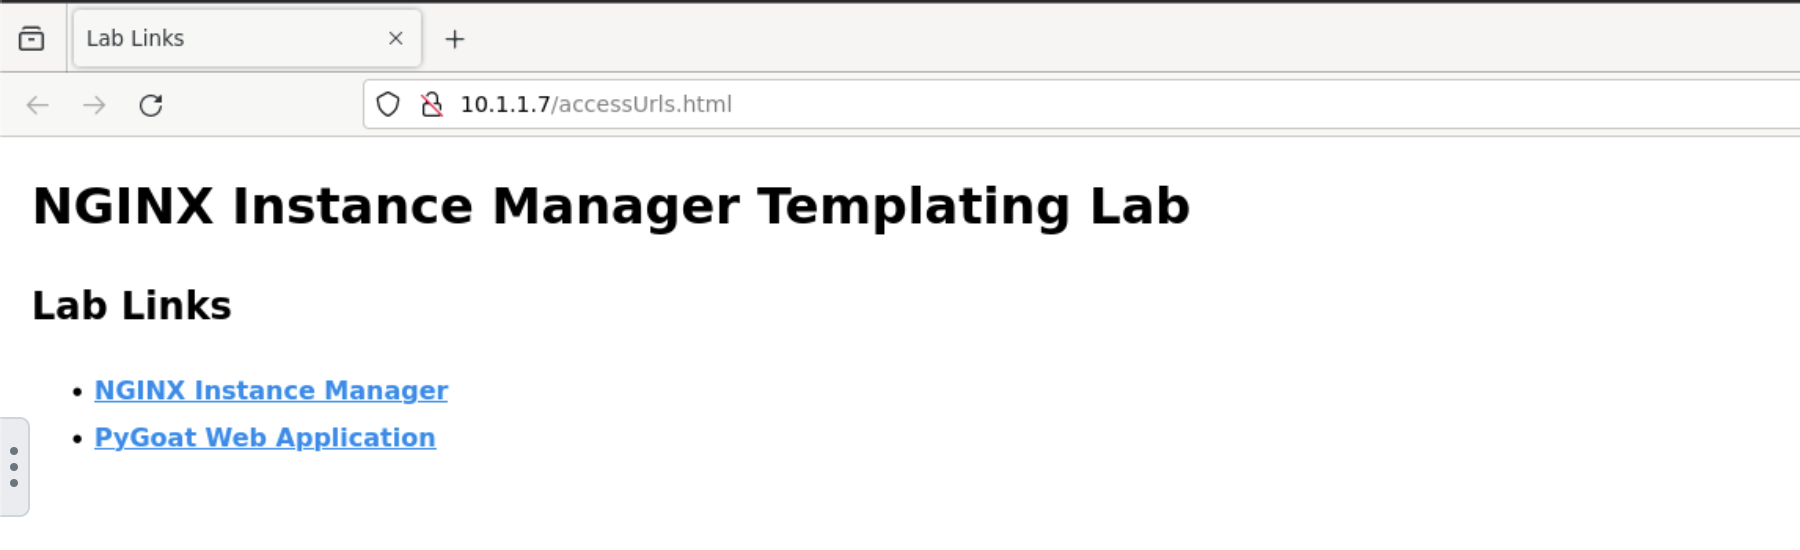 Lab Links
10.1.1.7/accessUrls.html
NGINX Instance Manager Templating Lab
Lab Links
NGINX Instance Manager
PyGoat Web Application